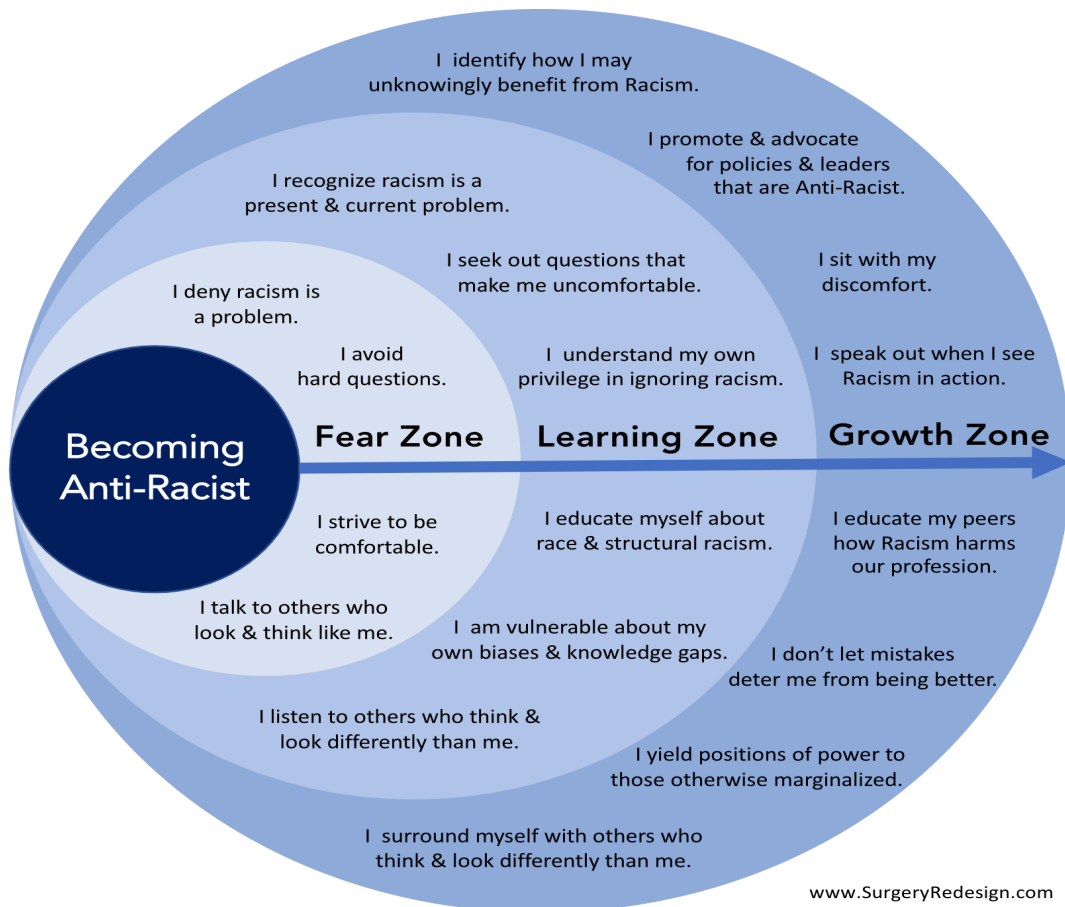 Becoming
Anti-Racist
Fear Zone
I deny racism is
a problem.
I avoid
hard questions.
I strive to be
comfortable.
I talk to others who
look & think like me.
Learning Zone
I recognize racism is a
present & current problem.
I seek out questions that
make me uncomfortable.
I understand my own
privilege in ignoring racism.
I educate myself about
race & structural racism.
I am vulnerable about my
own biases & knowledge gaps.
I listen to others who think &
look differently than me.
Growth Zone
I identify how I may
unknowingly benefit from Racism.
I promote & advocate
for policies & leaders
that are Anti-Racist.
I sit with my
discomfort.
I speak out when I see
Racism in action.
I educate my peers
how Racism harms
our profession.
I don't let mistakes
deter me from being better.
I yield positions of power to
those otherwise marginalized.
I surround myself with others who
think & look differently than me.
www.SurgeryRedesign.com